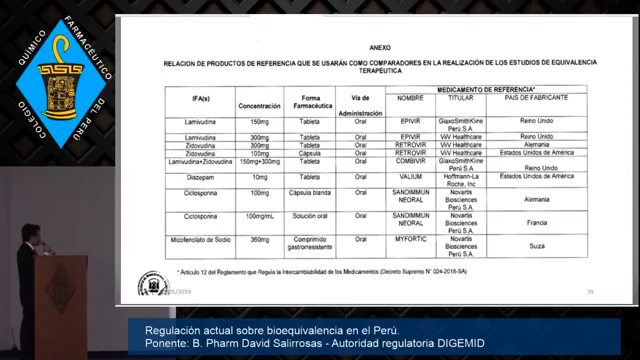 QUÍMICO FARMACÉUTICO
COLEGIO DEL PERÚ
ANEXO
RELACION DE PRODUCTOS DE REFERENCIA QUE SE USARÁN COMO COMPARADORES EN LA REALIZACIÓN DE LOS ESTUDIOS DE EQUIVALENCIA
TERAPÉUTICA
MEDICAMENTO DE REFERENCIA*
IFA(s) Concentración Forma Farmacéutica Vía de Administración NOMBRE TITULAR PAIS DE FABRICANTE
Lamivudina 150mg Tableta Oral EPIVIR GlaxoSmithKline Perú S.A. Reino Unido
Lamivudina 300mg Tableta Oral EPIVIR ViiV Healthcare Reino Unido
Zidovudina 300mg Tableta Oral RETROVIR ViiV Healthcare Alemania
Zidovudina 100mg Cápsula Oral RETROVIR ViiV Healthcare Estados Unidos de América
Lamivudina+Zidovudina 150mg+300mg Tableta Oral COMBIVIR GlaxoSmithKline Perú S.A. Reino Unido
Diazepam 10mg Tableta Oral VALIUM Hoffmann-La Roche, Inc Estados Unidos de América
Ciclosporina 100mg Cápsula blanda Oral SANDIMMUN NEORAL Novartis Biosciences Perú S.A. Alemania
Ciclosporina 100mg/mL Solución oral Oral SANDIMMUN NEORAL Novartis Biosciences Perú S.A. Francia
Micofenolato de Sodio 360mg Comprimido gastrorresistente Oral MYFORTIC Novartis Biosciences Perú S.A. Suiza
* Artículo 12 del Reglamento que Regula la Intercambiabilidad de los Medicamentos (Decreto Supremo N° 024-2018-SA)
/05/2019
39
Regulación actual sobre bioequivalencia en el Perú.
Ponente: B. Pharm David Salirrosas - Autoridad regulatoria DIGEMID